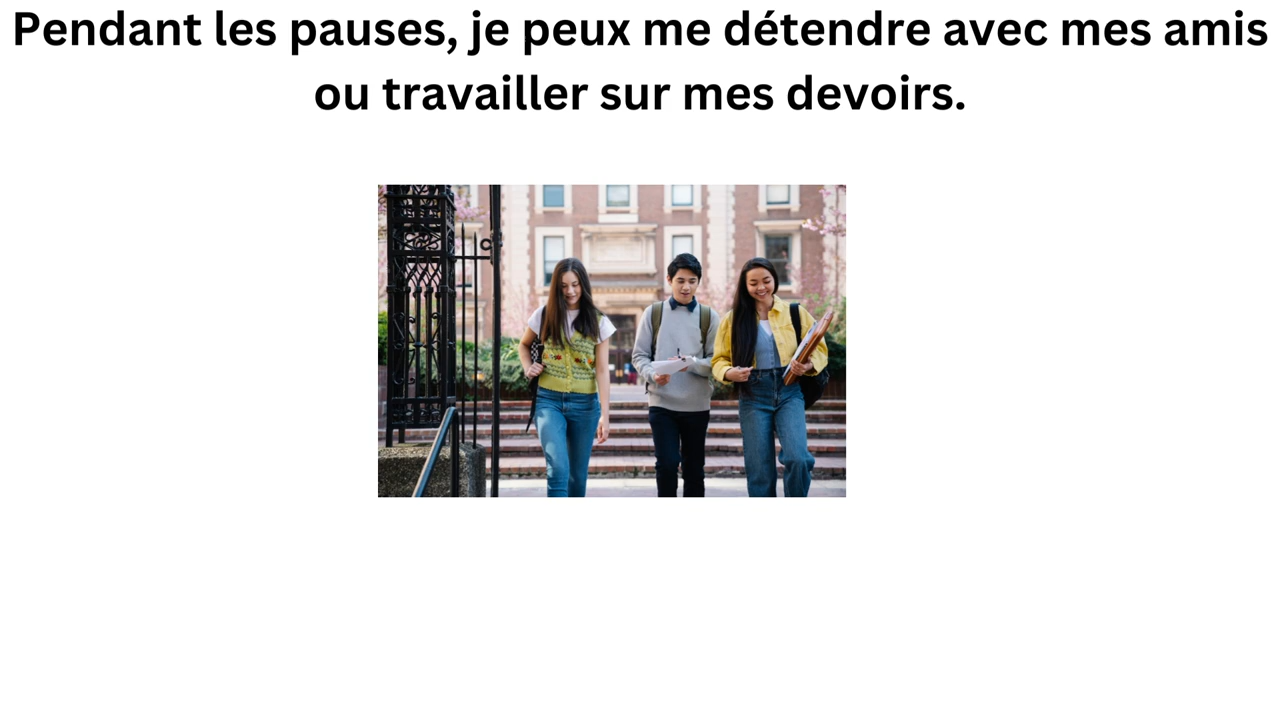 Pendant les pauses, je peux me détendre avec mes amis
ou travailler sur mes devoirs.